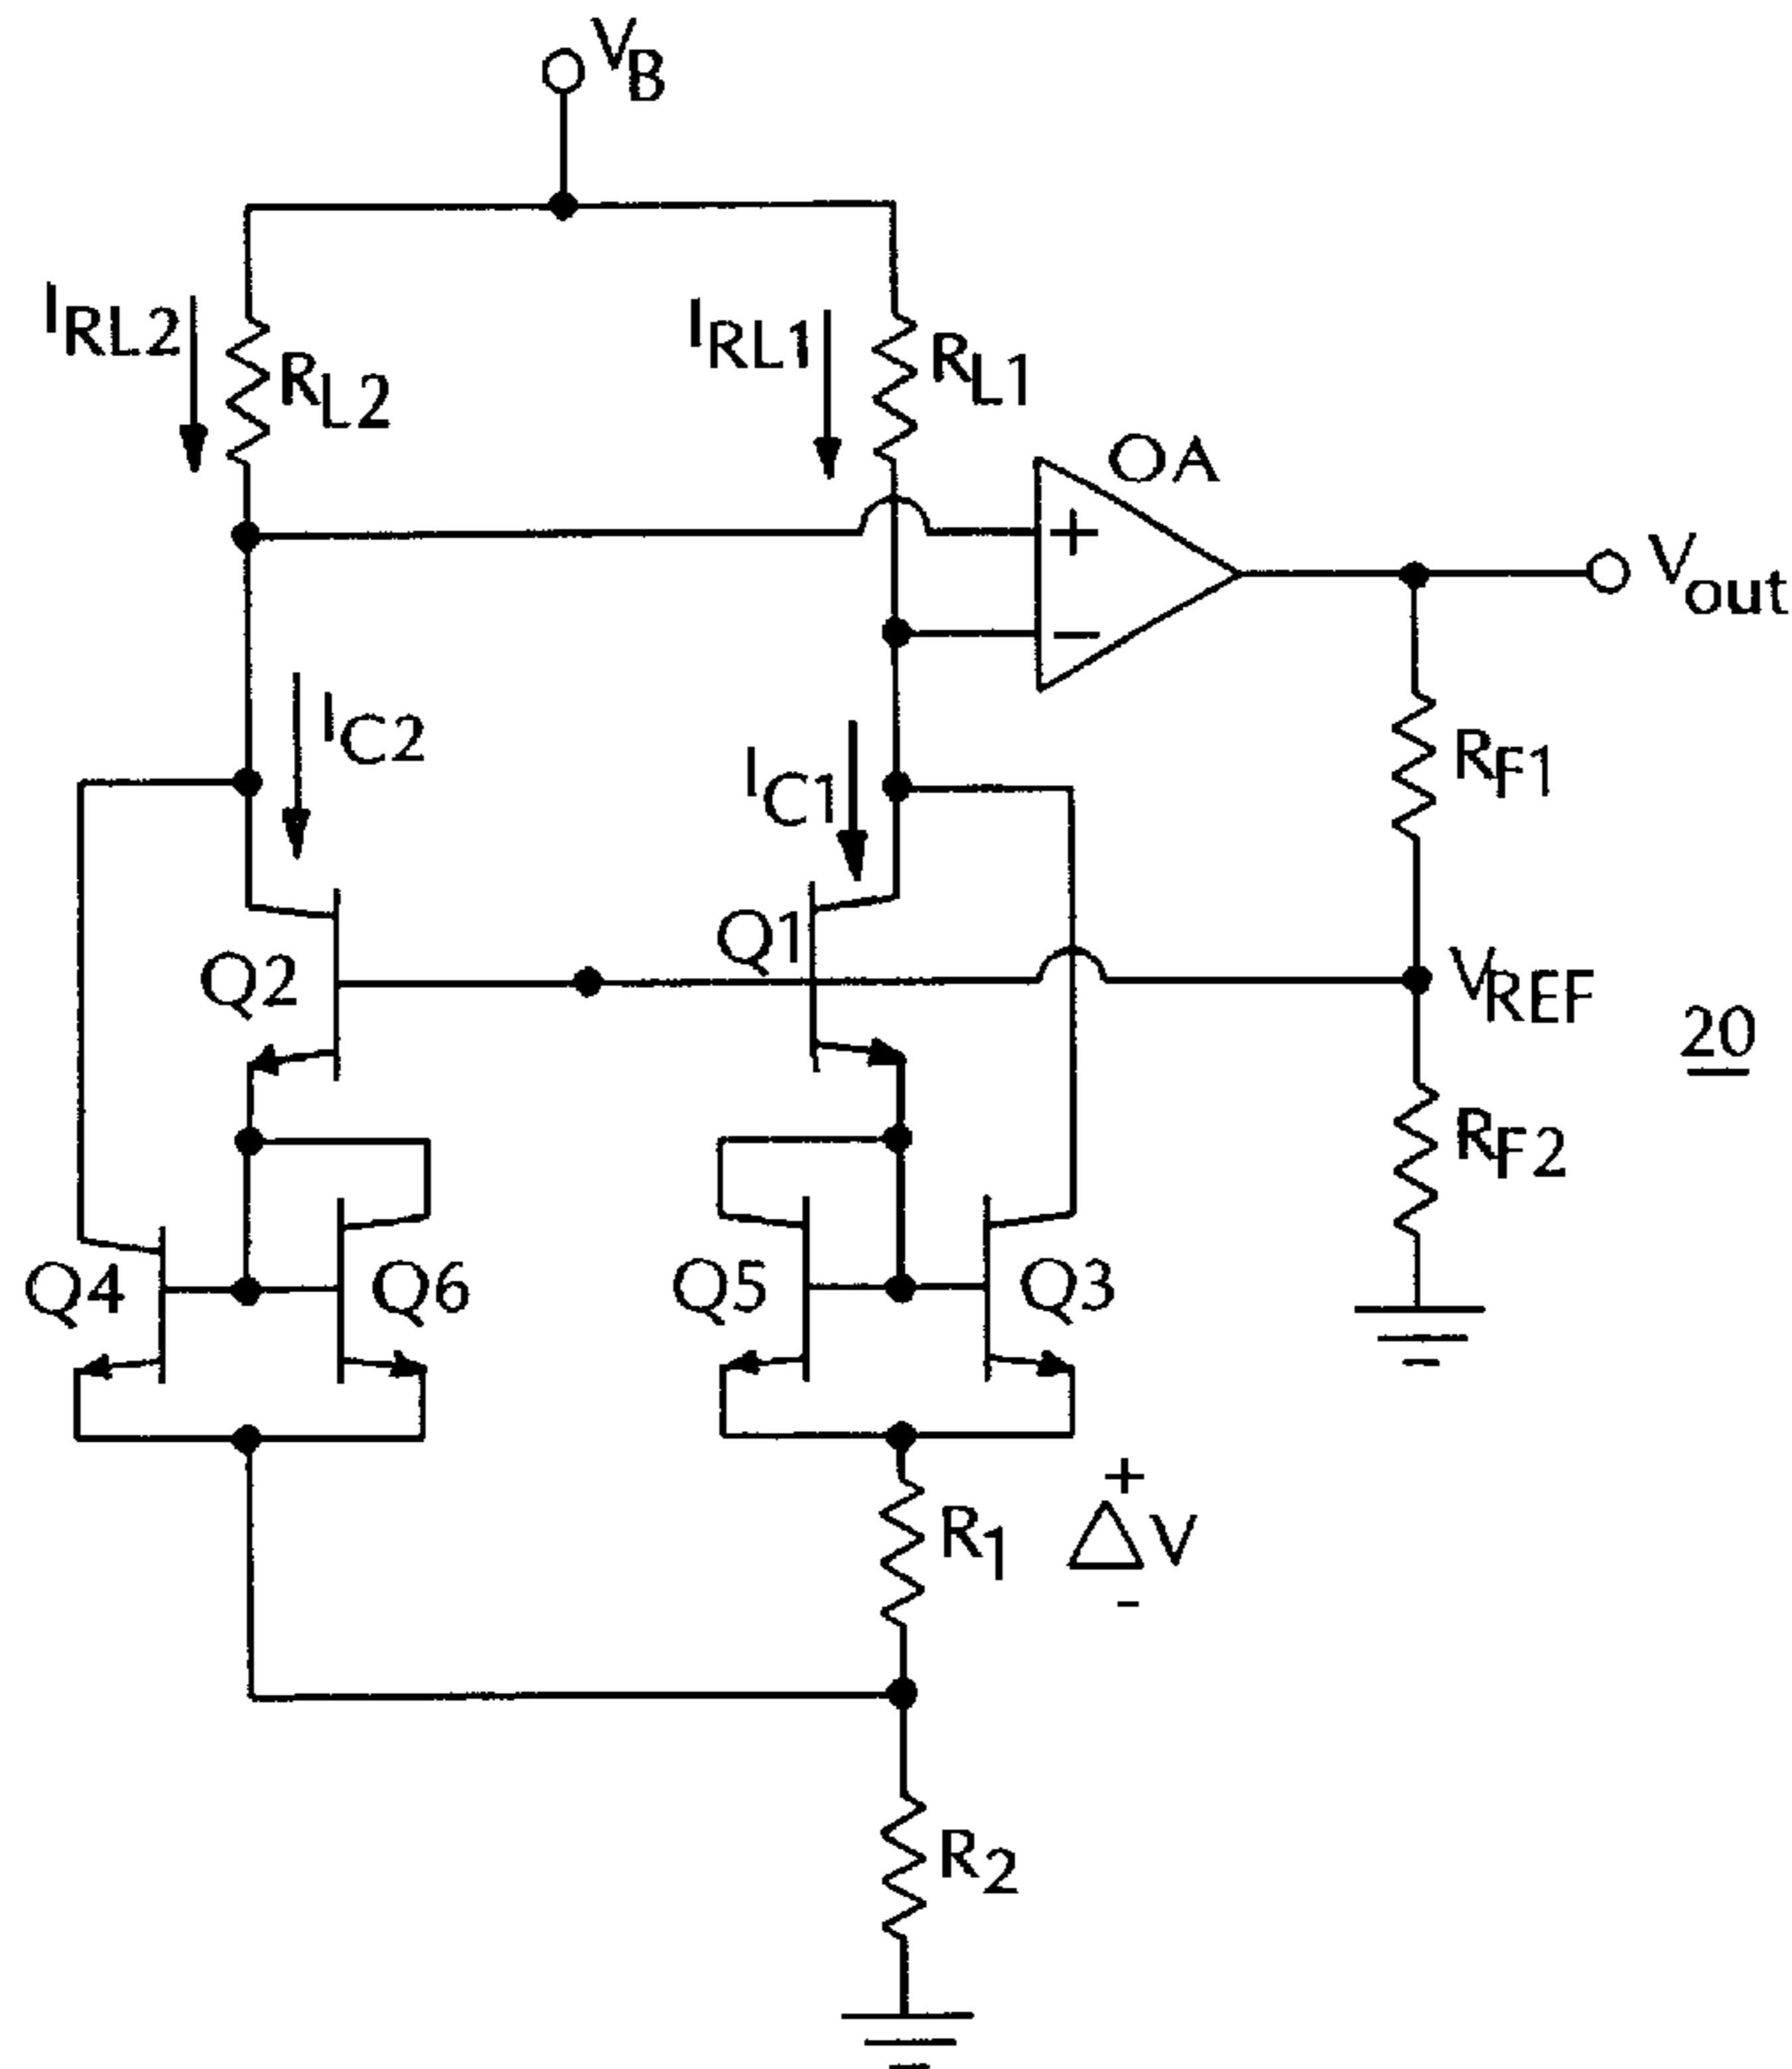 VB
IRL2
RL2
IRL1
RL1
OA
+
−
Vout
IC2
IC1
RF1
Q2
Q1
VREF
20
RF2
Q4
Q6
Q5
Q3
R1
+
△V
-
R2